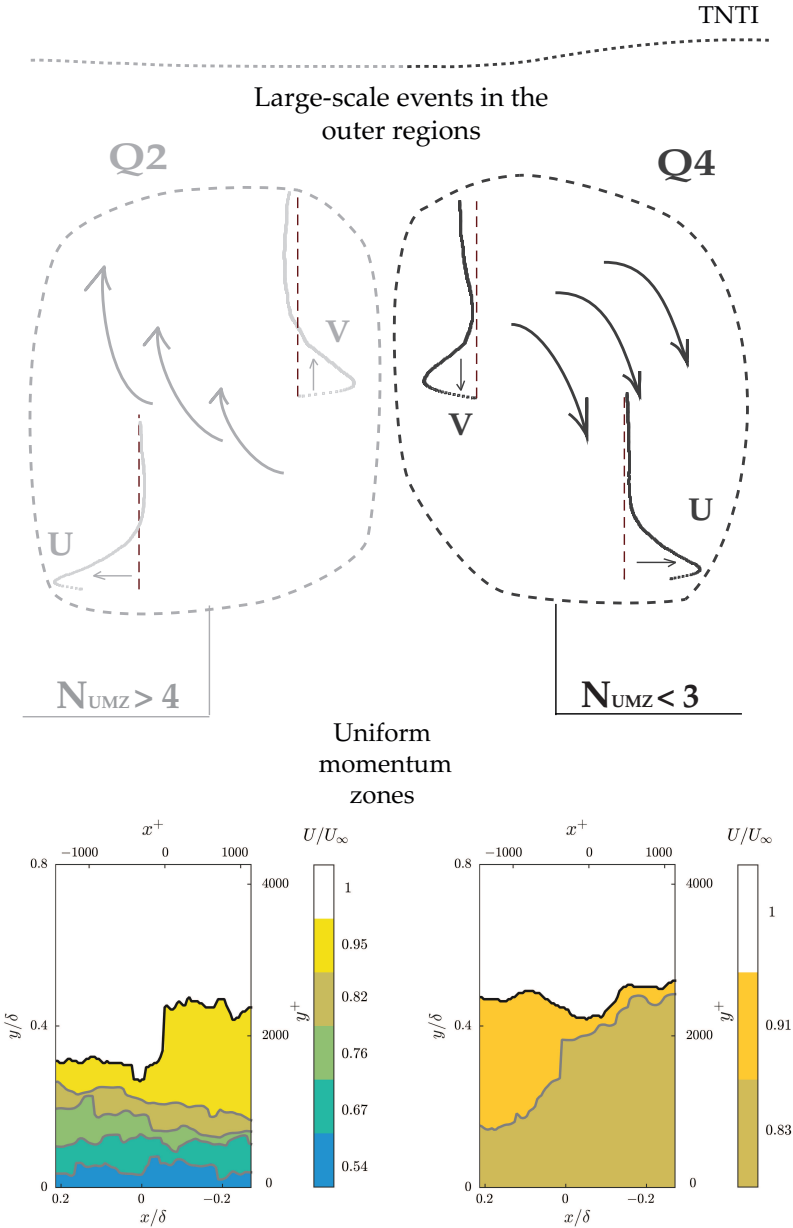 TNTI
Large-scale events in the
outer regions
Q2
Q4
V
V
U
U
N_UMZ > 4
N_UMZ < 3
Uniform
momentum
zones
x⁺
U/U∞
−1000 0 1000
0.8
4000
1
0.95
0.82
0.4
y/δ
y⁺
2000
0.76
0.67
0.54
0
0
0.2 0 −0.2
x/δ
x⁺
U/U∞
−1000 0 1000
0.8
4000
1
0.4
y/δ
y⁺
2000
0.91
0.83
0
0
0.2 0 −0.2
x/δ